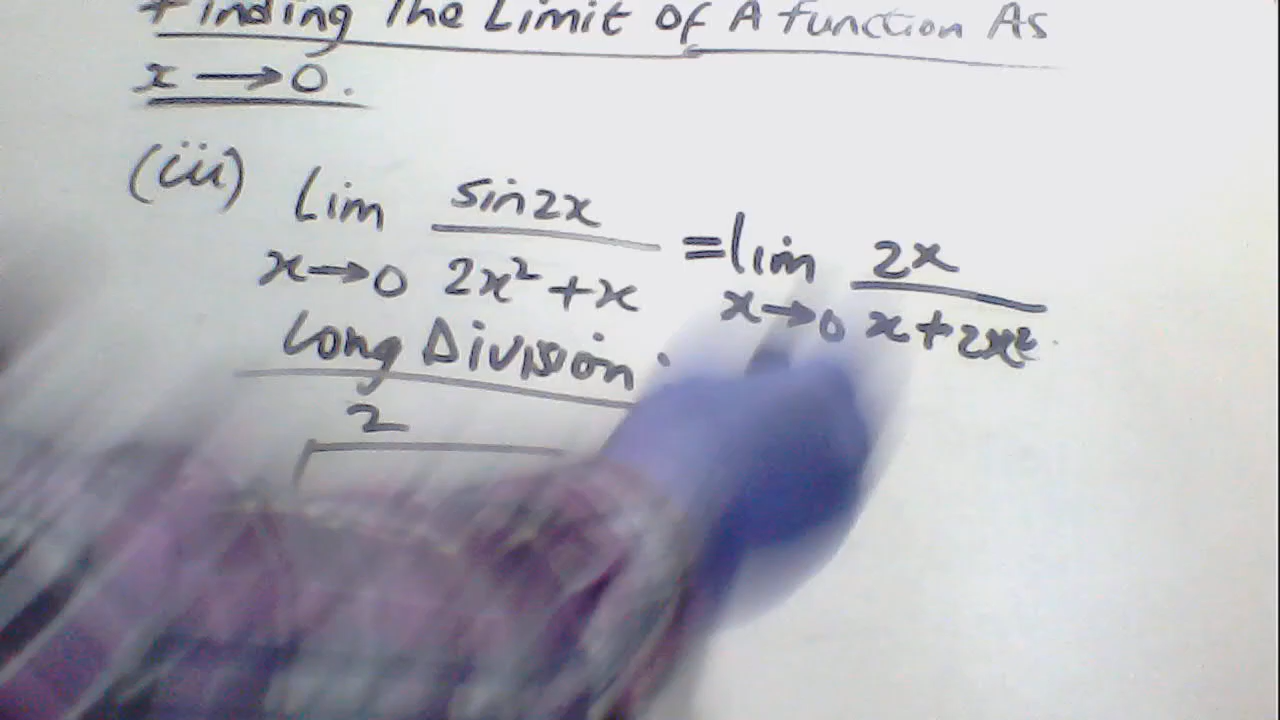 Finding The Limit Of A function As
x → 0.
(iii) Lim x→0 sin2x / 2x² + x = lim x→0 2x / x + 2x²
Long Division
2